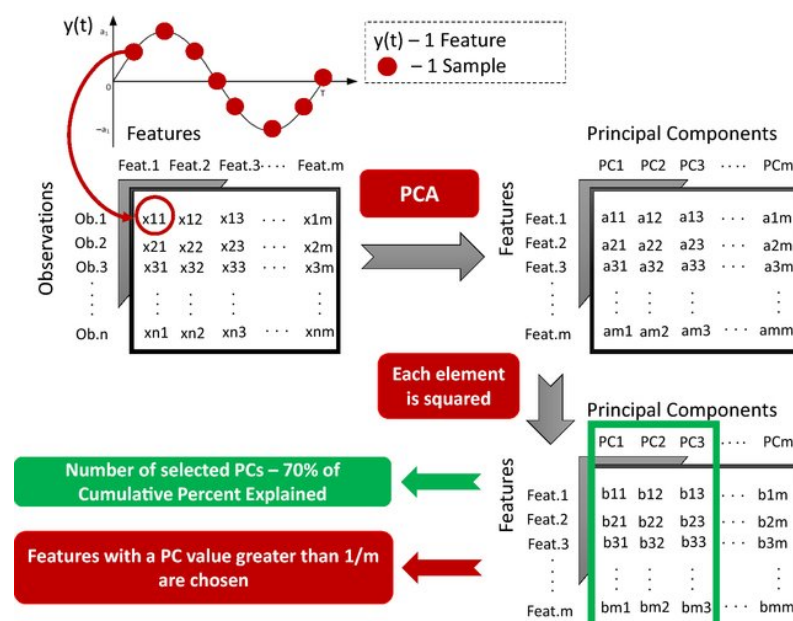 y(t)
a₁
0
T
−a₁
y(t) – 1 Feature
– 1 Sample
Features
Feat.1 Feat.2 Feat.3 · · · · Feat.m
Observations
Ob.1 x11 x12 x13 · · · x1m
Ob.2 x21 x22 x23 · · · x2m
Ob.3 x31 x32 x33 · · · x3m
Ob.n xn1 xn2 xn3 · · · xnm
PCA
Principal Components
PC1 PC2 PC3 · · · · PCm
Features
Feat.1 a11 a12 a13 · · · a1m
Feat.2 a21 a22 a23 · · · a2m
Feat.3 a31 a32 a33 · · · a3m
Feat.m am1 am2 am3 · · · amm
Each element
is squared
Principal Components
PC1 PC2 PC3 · · · · PCm
Features
Feat.1 b11 b12 b13 · · · b1m
Feat.2 b21 b22 b23 · · · b2m
Feat.3 b31 b32 b33 · · · b3m
Feat.m bm1 bm2 bm3 · · · bmm
Number of selected PCs – 70% of
Cumulative Percent Explained
Features with a PC value greater than 1/m
are chosen